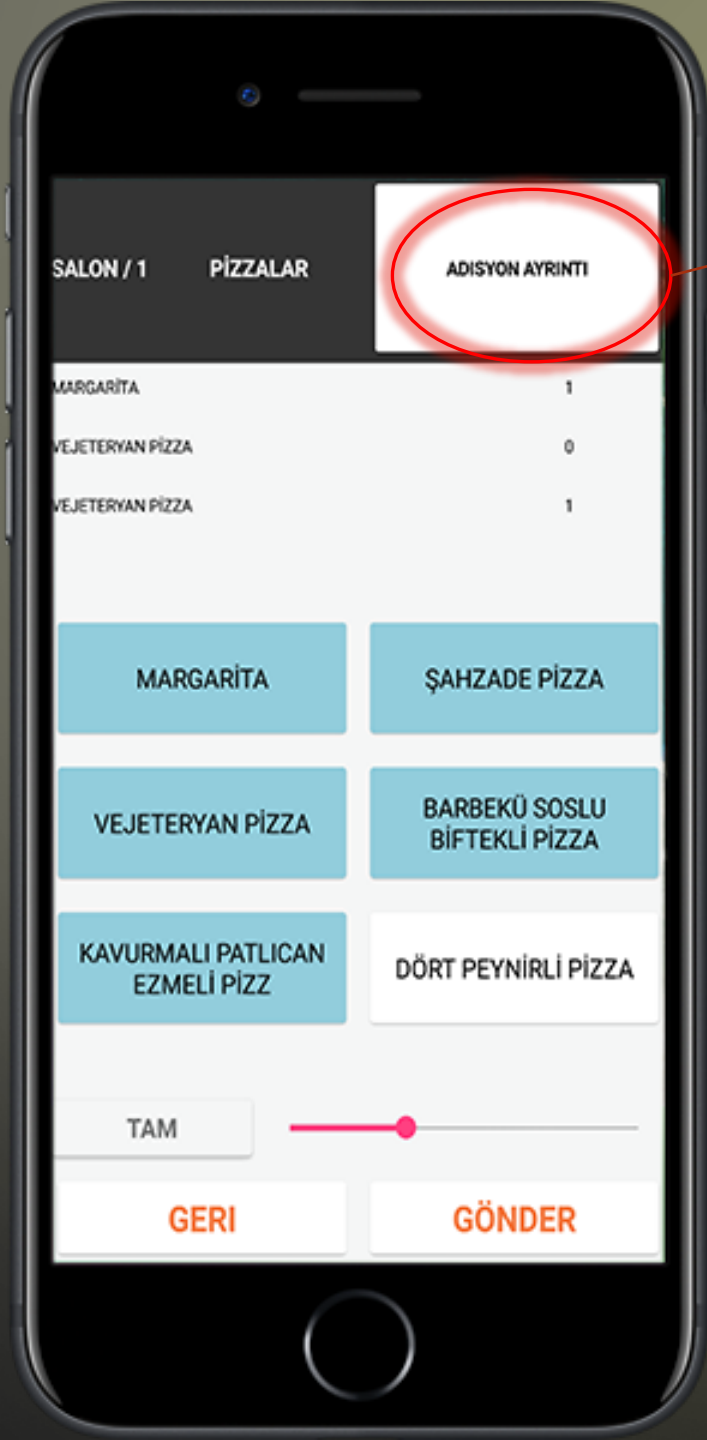 SALON / 1 PİZZALAR ADISYON AYRINTI
MARGARİTA 1
VEJETERYAN PİZZA 0
VEJETERYAN PİZZA 1
MARGARİTA
ŞAHZADE PİZZA
VEJETERYAN PİZZA
BARBEKÜ SOSLU
BİFTEKLİ PİZZA
KAVURMALI PATLICAN
EZMELİ PİZZ
DÖRT PEYNİRLİ PİZZA
TAM
GERI
GÖNDER